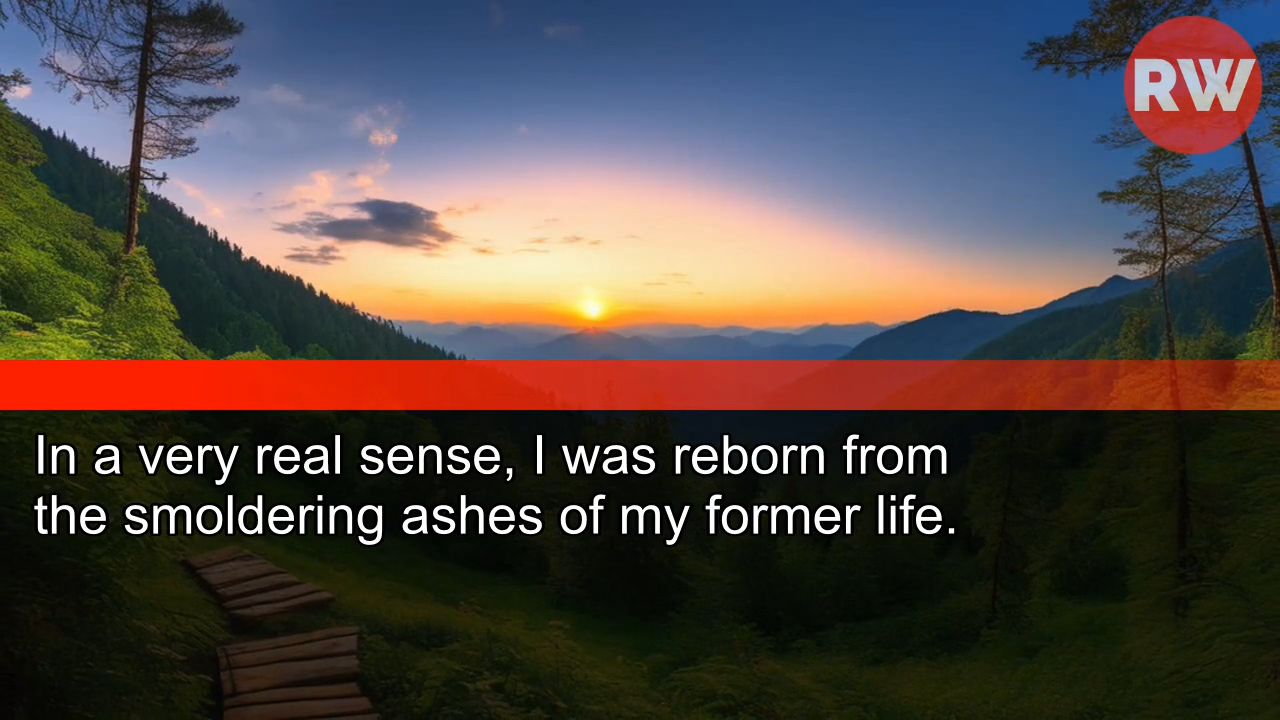 RW
In a very real sense, I was reborn from
the smoldering ashes of my former life.